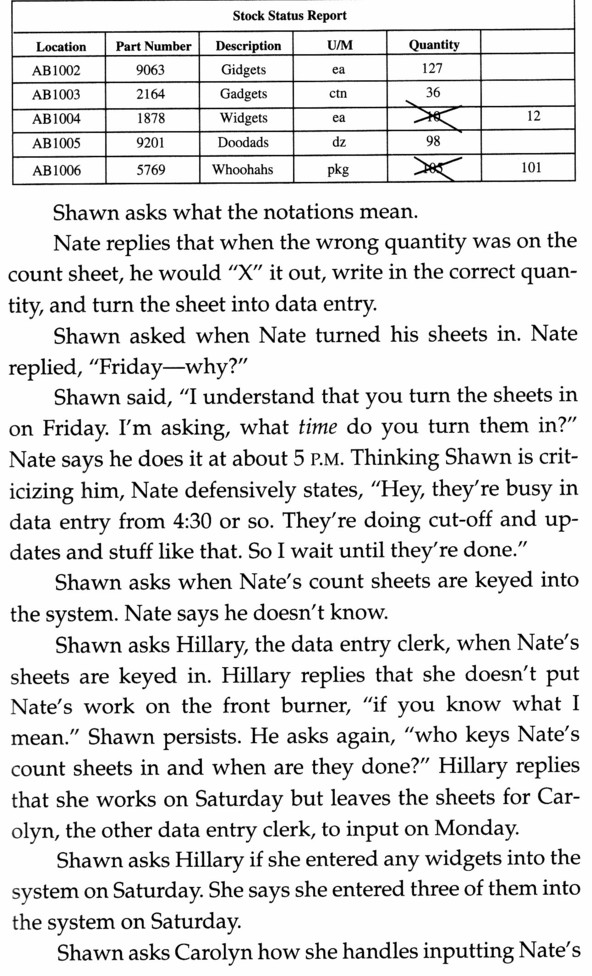 Stock Status Report
Location Part Number Description U/M Quantity
AB1002 9063 Gidgets ea 127
AB1003 2164 Gadgets ctn 36
AB1004 1878 Widgets ea 10 12
AB1005 9201 Doodads dz 98
AB1006 5769 Whoohahs pkg 105 101
Shawn asks what the notations mean.
Nate replies that when the wrong quantity was on the
count sheet, he would “X” it out, write in the correct quan-
tity, and turn the sheet into data entry.
Shawn asked when Nate turned his sheets in. Nate
replied, “Friday—why?”
Shawn said, “I understand that you turn the sheets in
on Friday. I’m asking, what time do you turn them in?”
Nate says he does it at about 5 P.M. Thinking Shawn is crit-
icizing him, Nate defensively states, “Hey, they’re busy in
data entry from 4:30 or so. They’re doing cut-off and up-
dates and stuff like that. So I wait until they’re done.”
Shawn asks when Nate’s count sheets are keyed into
the system. Nate says he doesn’t know.
Shawn asks Hillary, the data entry clerk, when Nate’s
sheets are keyed in. Hillary replies that she doesn’t put
Nate’s work on the front burner, “if you know what I
mean.” Shawn persists. He asks again, “who keys Nate’s
count sheets in and when are they done?” Hillary replies
that she works on Saturday but leaves the sheets for Car-
olyn, the other data entry clerk, to input on Monday.
Shawn asks Hillary if she entered any widgets into the
system on Saturday. She says she entered three of them into
the system on Saturday.
Shawn asks Carolyn how she handles inputting Nate’s